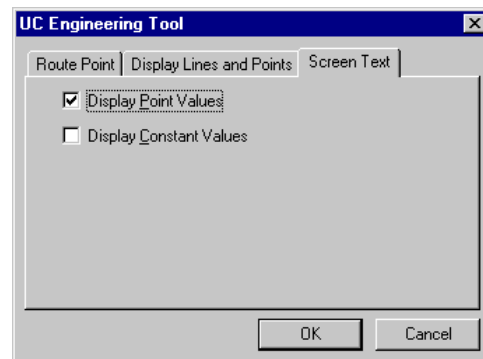 UC Engineering Tool
Route Point Display Lines and Points Screen Text
Display Point Values
Display Constant Values
OK Cancel